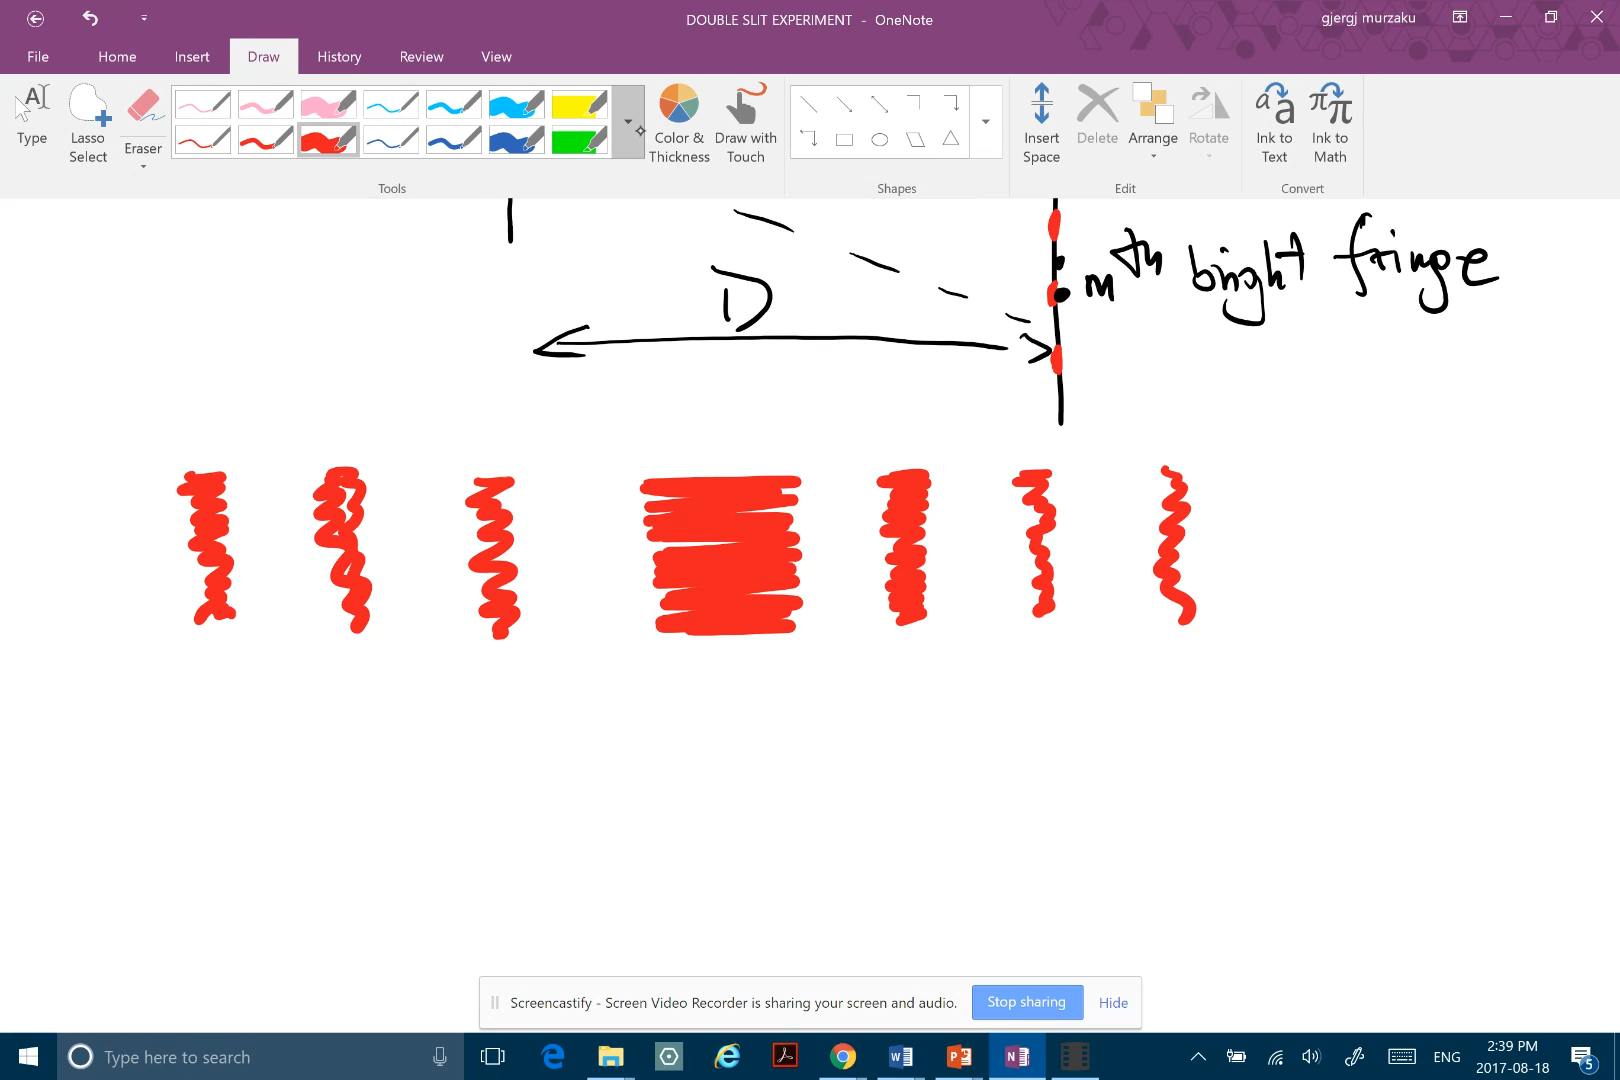 DOUBLE SLIT EXPERIMENT - OneNote
gjergj murzaku
File Home Insert Draw History Review View
Type
Lasso Select
Eraser
Color & Thickness
Draw with Touch
Insert Space
Delete
Arrange
Rotate
Ink to Text
Ink to Math
Tools Shapes Edit Convert
mth bright fringe
D
Screencastify - Screen Video Recorder is sharing your screen and audio. Stop sharing Hide
Type here to search
ENG
2:39 PM
2017-08-18
5